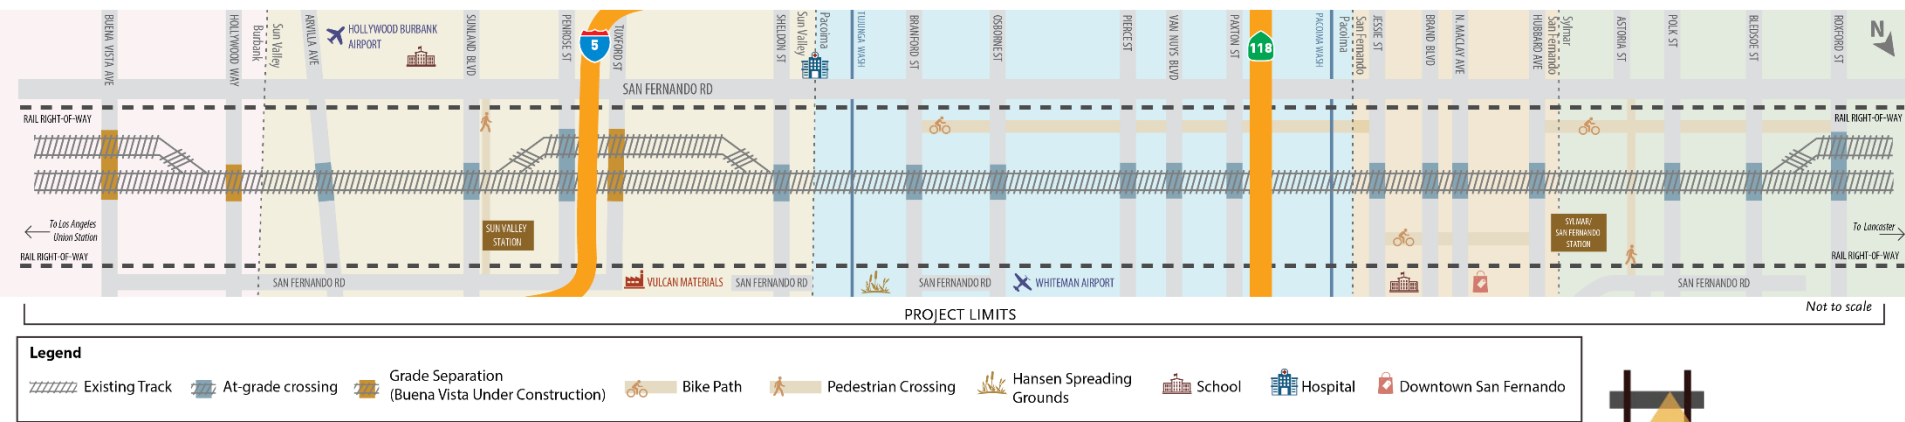 BUENA VISTA AVE
HOLLYWOOD WAY
Burbank
Sun Valley
ARVILLA AVE
HOLLYWOOD BURBANK
AIRPORT
SUNLAND BLVD
PENROSE ST
5
TUXFORD ST
SHELDON ST
Sun Valley
Pacoima
TUJUNGA WASH
BRANFORD ST
OSBORNE ST
PIERCE ST
VAN NUYS BLVD
PAXTON ST
118
PACOIMA WASH
Pacoima
San Fernando
JESSIE ST
BRAND BLVD
N. MACLAY AVE
HUBBARD AVE
San Fernando
Sylmar
ASTORIA ST
POLK ST
BLEDSOE ST
ROXFORD ST
N
SAN FERNANDO RD
RAIL RIGHT-OF-WAY
RAIL RIGHT-OF-WAY
To Los Angeles
Union Station
SUN VALLEY
STATION
SYLMAR/
SAN FERNANDO
STATION
To Lancaster
RAIL RIGHT-OF-WAY
RAIL RIGHT-OF-WAY
SAN FERNANDO RD
VULCAN MATERIALS
SAN FERNANDO RD
SAN FERNANDO RD
WHITEMAN AIRPORT
SAN FERNANDO RD
PROJECT LIMITS
Not to scale
Legend
Existing Track
At-grade crossing
Grade Separation
(Buena Vista Under Construction)
Bike Path
Pedestrian Crossing
Hansen Spreading
Grounds
School
Hospital
Downtown San Fernando